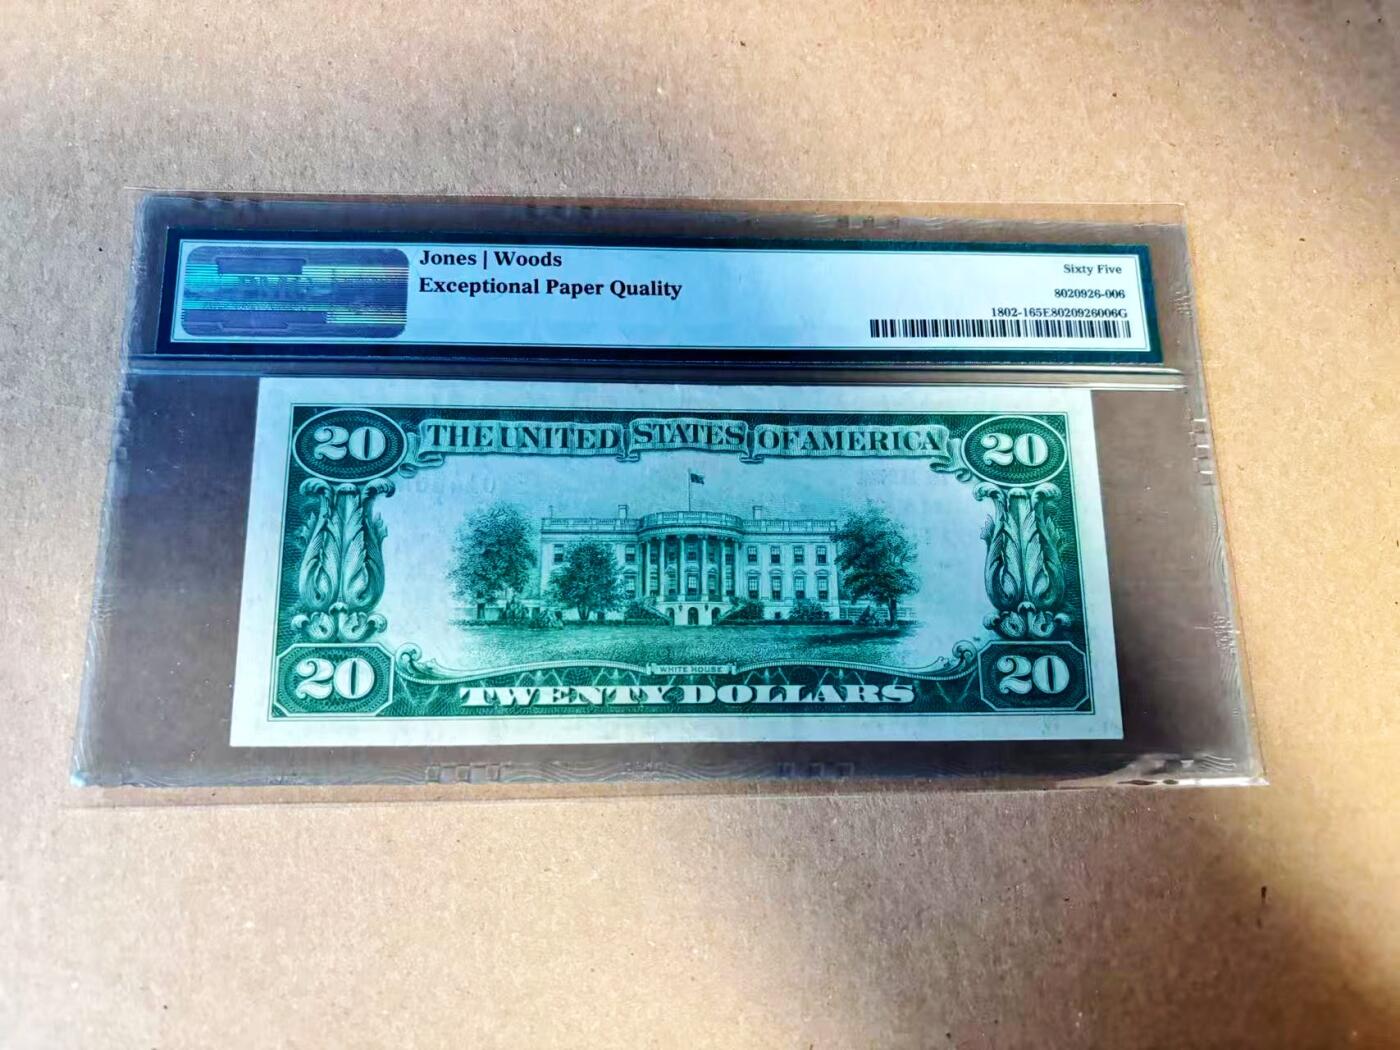 Jones | Woods
Exceptional Paper Quality
Sixty Five
8020926-006
1802-165E8020926006G
20 THE UNITED STATES OF AMERICA 20
WHITE HOUSE
20 TWENTY DOLLARS 20